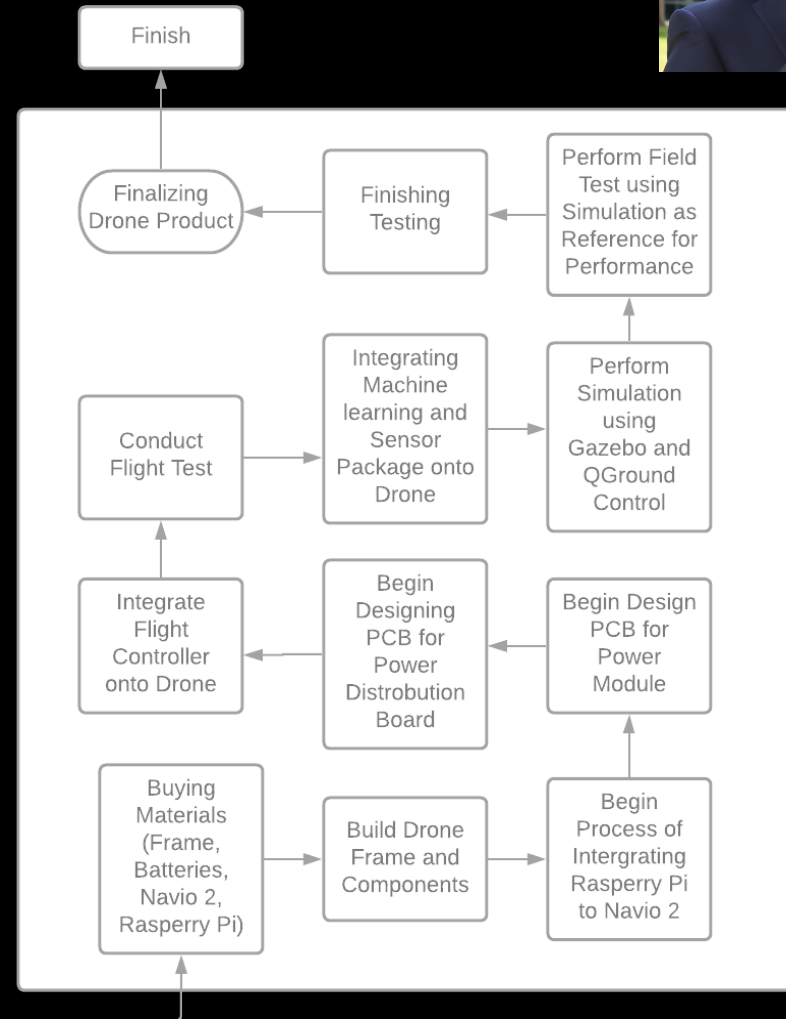 Finish
Finalizing
Drone Product
Finishing
Testing
Perform Field
Test using
Simulation as
Reference for
Performance
Conduct
Flight Test
Integrating
Machine
learning and
Sensor
Package onto
Drone
Perform
Simulation
using
Gazebo and
QGround
Control
Integrate
Flight
Controller
onto Drone
Begin
Designing
PCB for
Power
Distrobution
Board
Begin Design
PCB for
Power
Module
Buying
Materials
(Frame,
Batteries,
Navio 2,
Rasperry Pi)
Build Drone
Frame and
Components
Begin
Process of
Intergrating
Rasperry Pi
to Navio 2